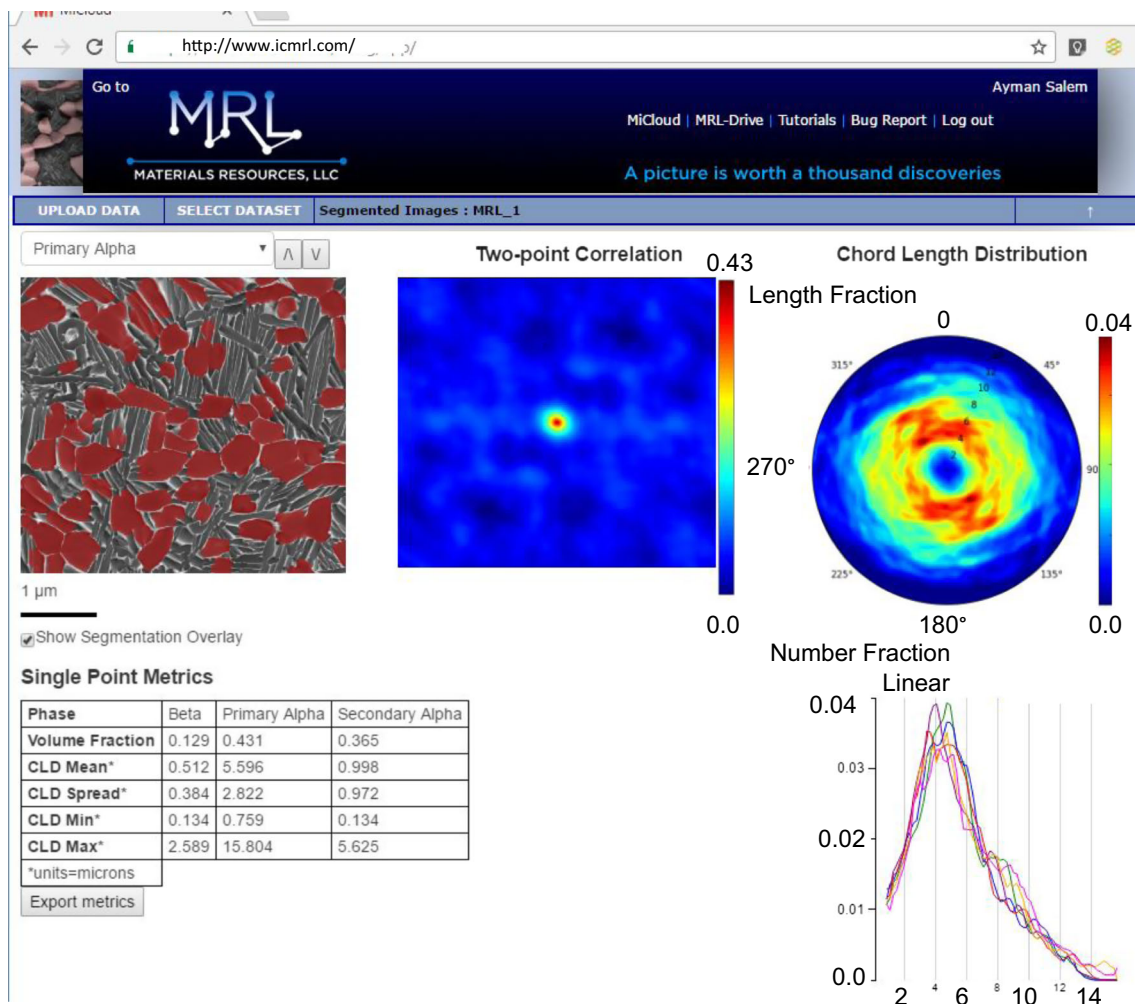 MiCloud
http://www.icmrl.com/
Go to
Ayman Salem
MRL
MATERIALS RESOURCES, LLC
MiCloud | MRL-Drive | Tutorials | Bug Report | Log out
A picture is worth a thousand discoveries
UPLOAD DATA SELECT DATASET Segmented Images : MRL_1 ↑
Primary Alpha
Two-point Correlation
Chord Length Distribution
0.43
Length Fraction
0
0.04
315°
45°
12
10
8
6
4
2
270°
90
225°
135°
180°
0.0
0.0
1 µm
Show Segmentation Overlay
Single Point Metrics
Phase Beta Primary Alpha Secondary Alpha
Volume Fraction 0.129 0.431 0.365
CLD Mean* 0.512 5.596 0.998
CLD Spread* 0.384 2.822 0.972
CLD Min* 0.134 0.759 0.134
CLD Max* 2.589 15.804 5.625
*units=microns
Export metrics
Number Fraction
Linear
0.04
0.03
0.02
0.01
0.0
2 4 6 8 10 12 14